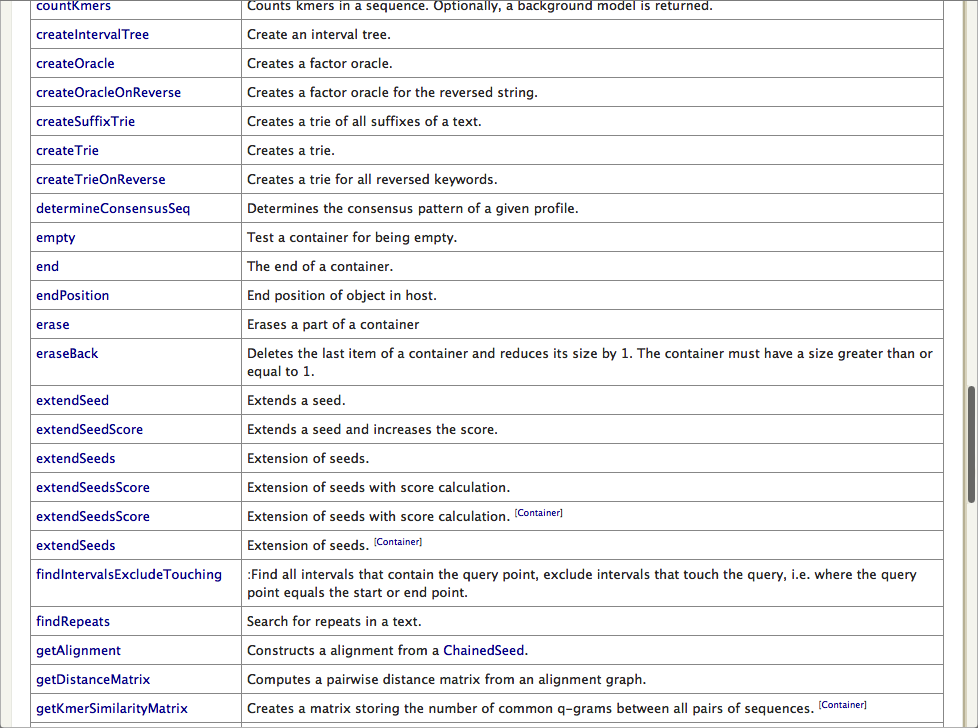 countKmers Counts kmers in a sequence. Optionally, a background model is returned.
createIntervalTree Create an interval tree.
createOracle Creates a factor oracle.
createOracleOnReverse Creates a factor oracle for the reversed string.
createSuffixTrie Creates a trie of all suffixes of a text.
createTrie Creates a trie.
createTrieOnReverse Creates a trie for all reversed keywords.
determineConsensusSeq Determines the consensus pattern of a given profile.
empty Test a container for being empty.
end The end of a container.
endPosition End position of object in host.
erase Erases a part of a container
eraseBack Deletes the last item of a container and reduces its size by 1. The container must have a size greater than or
equal to 1.
extendSeed Extends a seed.
extendSeedScore Extends a seed and increases the score.
extendSeeds Extension of seeds.
extendSeedsScore Extension of seeds with score calculation.
extendSeedsScore Extension of seeds with score calculation. [Container]
extendSeeds Extension of seeds. [Container]
findIntervalsExcludeTouching :Find all intervals that contain the query point, exclude intervals that touch the query, i.e. where the query
point equals the start or end point.
findRepeats Search for repeats in a text.
getAlignment Constructs a alignment from a ChainedSeed.
getDistanceMatrix Computes a pairwise distance matrix from an alignment graph.
getKmerSimilarityMatrix Creates a matrix storing the number of common q-grams between all pairs of sequences. [Container]